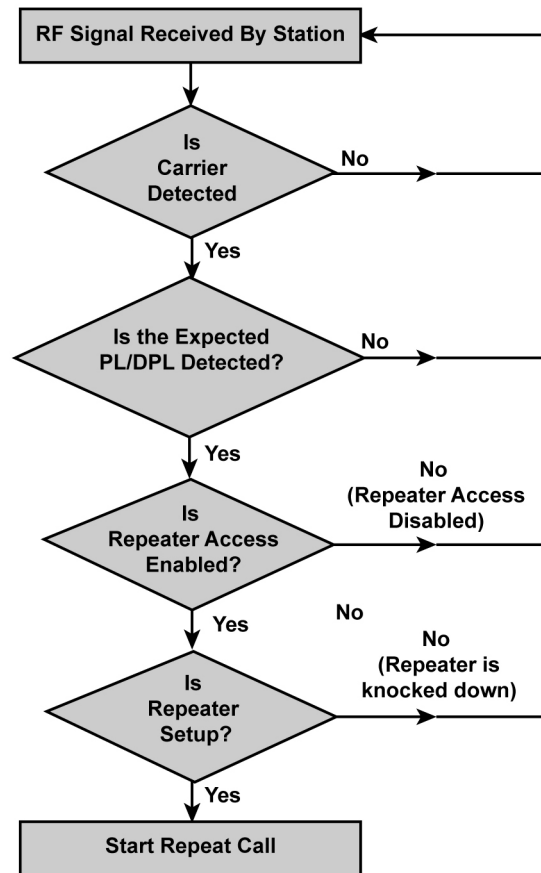 RF Signal Received By Station
Is
Carrier
Detected
No
Yes
Is the Expected
PL/DPL Detected?
No
Yes
Is
Repeater Access
Enabled?
No
(Repeater Access
Disabled)
Yes
No
Is
Repeater
Setup?
No
(Repeater is
knocked down)
Yes
Start Repeat Call